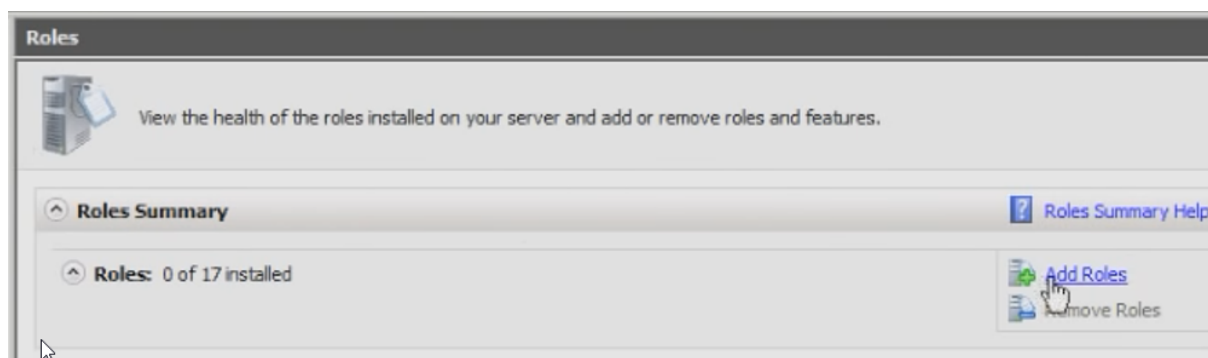 Roles
View the health of the roles installed on your server and add or remove roles and features.
Roles Summary
Roles Summary Help
Roles: 0 of 17 installed
Add Roles
Remove Roles